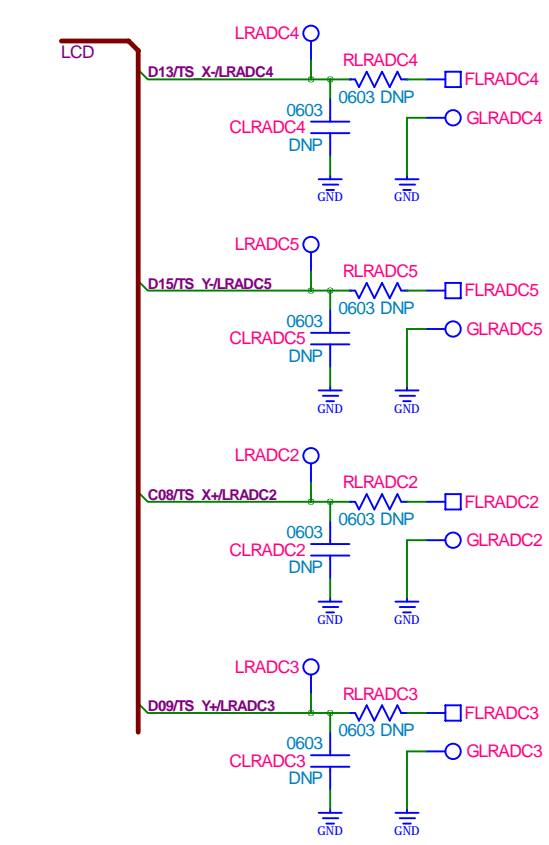 LCD
LRADC4
RLRADC4
D13/TS_X-/LRADC4
FLRADC4
0603 DNP
0603
CLRADC4
DNP
GLRADC4
GND
GND
LRADC5
RLRADC5
D15/TS_Y-/LRADC5
FLRADC5
0603 DNP
0603
CLRADC5
DNP
GLRADC5
GND
GND
LRADC2
RLRADC2
C08/TS_X+/LRADC2
FLRADC2
0603 DNP
0603
CLRADC2
DNP
GLRADC2
GND
GND
LRADC3
RLRADC3
D09/TS_Y+/LRADC3
FLRADC3
0603 DNP
0603
CLRADC3
DNP
GLRADC3
GND
GND